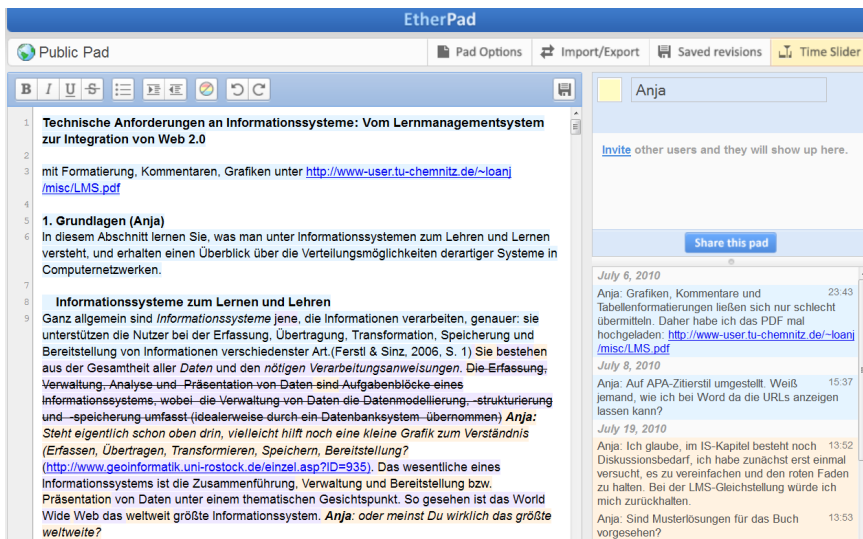 EtherPad
Public Pad
Pad Options
Import/Export
Saved revisions
Time Slider
B I U S
1 Technische Anforderungen an Informationssysteme: Vom Lernmanagementsystem
zur Integration von Web 2.0
2
3 mit Formatierung, Kommentaren, Grafiken unter http://www-user.tu-chemnitz.de/~loanj
/misc/LMS.pdf
4
5 1. Grundlagen (Anja)
6 In diesem Abschnitt lernen Sie, was man unter Informationssystemen zum Lehren und Lernen
versteht, und erhalten einen Überblick über die Verteilungsmöglichkeiten derartiger Systeme in
Computernetzwerken.
7
8 Informationssysteme zum Lernen und Lehren
9 Ganz allgemein sind Informationssysteme jene, die Informationen verarbeiten, genauer: sie
unterstützen die Nutzer bei der Erfassung, Übertragung, Transformation, Speicherung und
Bereitstellung von Informationen verschiedenster Art.(Ferstl & Sinz, 2006, S. 1) Sie bestehen
aus der Gesamtheit aller Daten und den nötigen Verarbeitungsanweisungen. Die Erfassung,
Verwaltung, Analyse und Präsentation von Daten sind Aufgabenblöcke eines
Informationssystems, wobei die Verwaltung von Daten die Datenmodellierung, -strukturierung
und -speicherung umfasst (idealerweise durch ein Datenbanksystem übernommen) Anja:
Steht eigentlich schon oben drin, vielleicht hilft noch eine kleine Grafik zum Verständnis
(Erfassen, Übertragen, Transformieren, Speichern, Bereitstellung?
(http://www.geoinformatik.uni-rostock.de/einzel.asp?ID=935). Das wesentliche eines
Informationssystems ist die Zusammenführung, Verwaltung und Bereitstellung bzw.
Präsentation von Daten unter einem thematischen Gesichtspunkt. So gesehen ist das World
Wide Web das weltweit größte Informationssystem. Anja: oder meinst Du wirklich das größte
weltweite?
Anja
Invite other users and they will show up here.
Share this pad
July 6, 2010
Anja: Grafiken, Kommentare und 23:43
Tabellenformatierungen ließen sich nur schlecht
übermitteln. Daher habe ich das PDF mal
hochgeladen: http://www-user.tu-chemnitz.de/~loanj
/misc/LMS.pdf
July 8, 2010
Anja: Auf APA-Zitierstil umgestellt. Weiß 15:37
jemand, wie ich bei Word da die URLs anzeigen
lassen kann?
July 19, 2010
Anja: Ich glaube, im IS-Kapitel besteht noch 13:52
Diskussionsbedarf, ich habe zunächst erst einmal
versucht, es zu vereinfachen und den roten Faden
zu halten. Bei der LMS-Gleichstellung würde ich
mich zurückhalten.
Anja: Sind Musterlösungen für das Buch 13:53
vorgesehen?